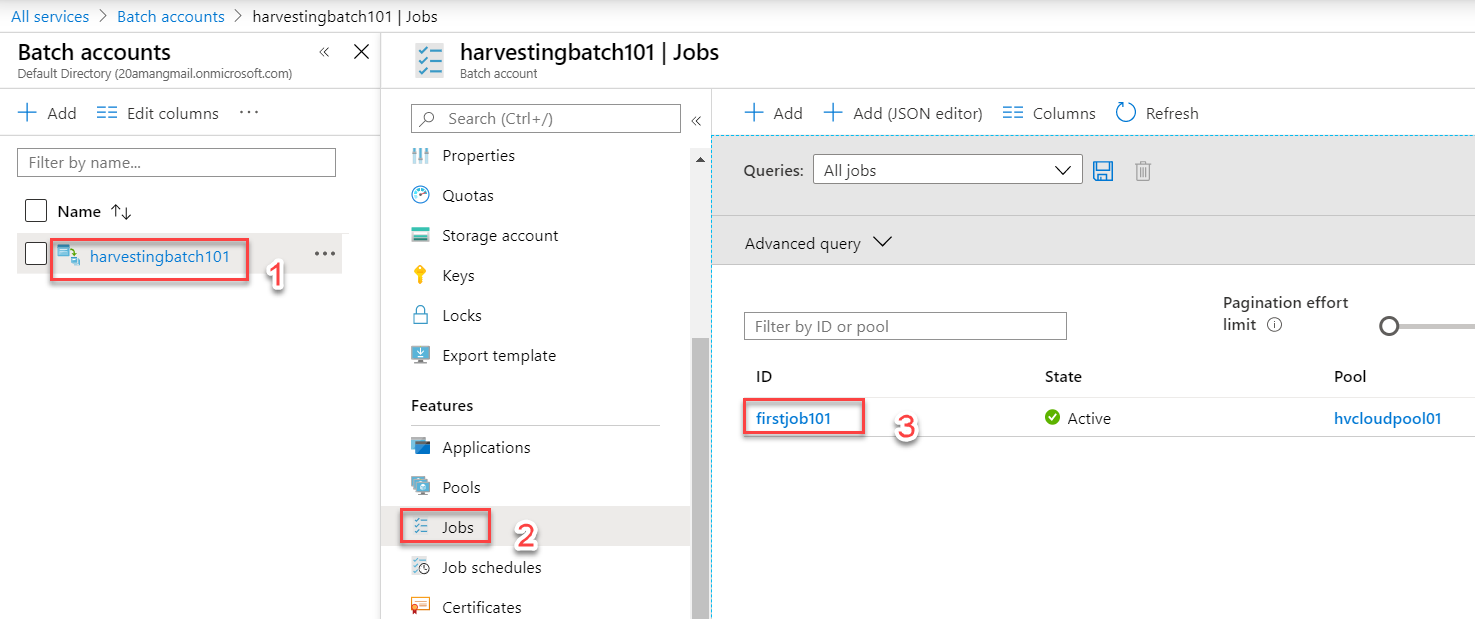 All services > Batch accounts > harvestingbatch101 | Jobs
Batch accounts
Default Directory (20amangmail.onmicrosoft.com)
Add
Edit columns
Filter by name...
Name
harvestingbatch101
1
harvestingbatch101 | Jobs
Batch account
Search (Ctrl+/)
Properties
Quotas
Storage account
Keys
Locks
Export template
Features
Applications
Pools
Jobs
2
Job schedules
Certificates
Add
Add (JSON editor)
Columns
Refresh
Queries: All jobs
Advanced query
Filter by ID or pool
Pagination effort
limit
ID State Pool
firstjob101 3 Active hvcloudpool01